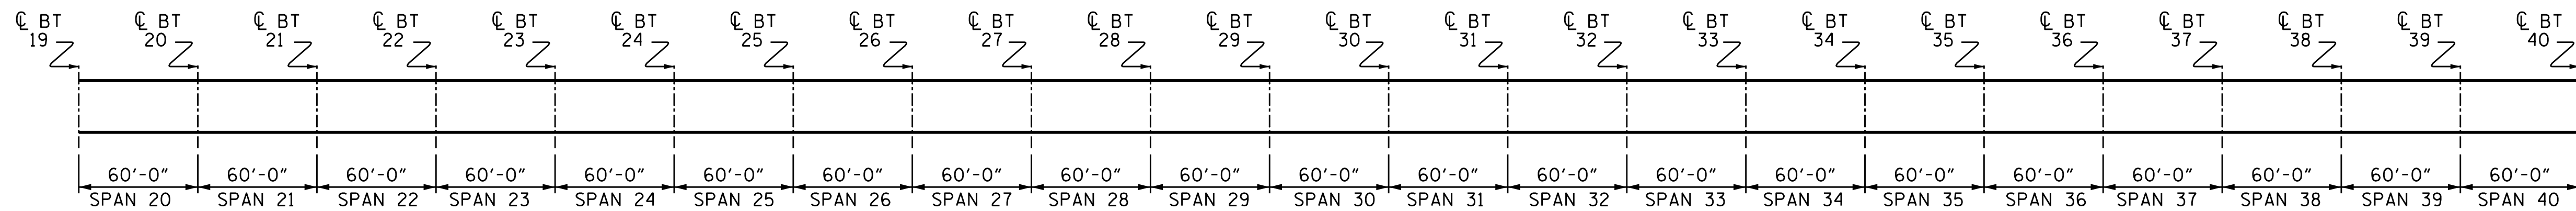 ℄ BT ℄ BT ℄ BT ℄ BT ℄ BT ℄ BT ℄ BT ℄ BT ℄ BT ℄ BT ℄ BT ℄ BT ℄ BT ℄ BT ℄ BT ℄ BT ℄ BT ℄ BT ℄ BT ℄ BT ℄ BT ℄ BT
19 20 21 22 23 24 25 26 27 28 29 30 31 32 33 34 35 36 37 38 39 40
60'-0" 60'-0" 60'-0" 60'-0" 60'-0" 60'-0" 60'-0" 60'-0" 60'-0" 60'-0" 60'-0" 60'-0" 60'-0" 60'-0" 60'-0" 60'-0" 60'-0" 60'-0" 60'-0" 60'-0" 60'-0"
SPAN 20 SPAN 21 SPAN 22 SPAN 23 SPAN 24 SPAN 25 SPAN 26 SPAN 27 SPAN 28 SPAN 29 SPAN 30 SPAN 31 SPAN 32 SPAN 33 SPAN 34 SPAN 35 SPAN 36 SPAN 37 SPAN 38 SPAN 39 SPAN 40